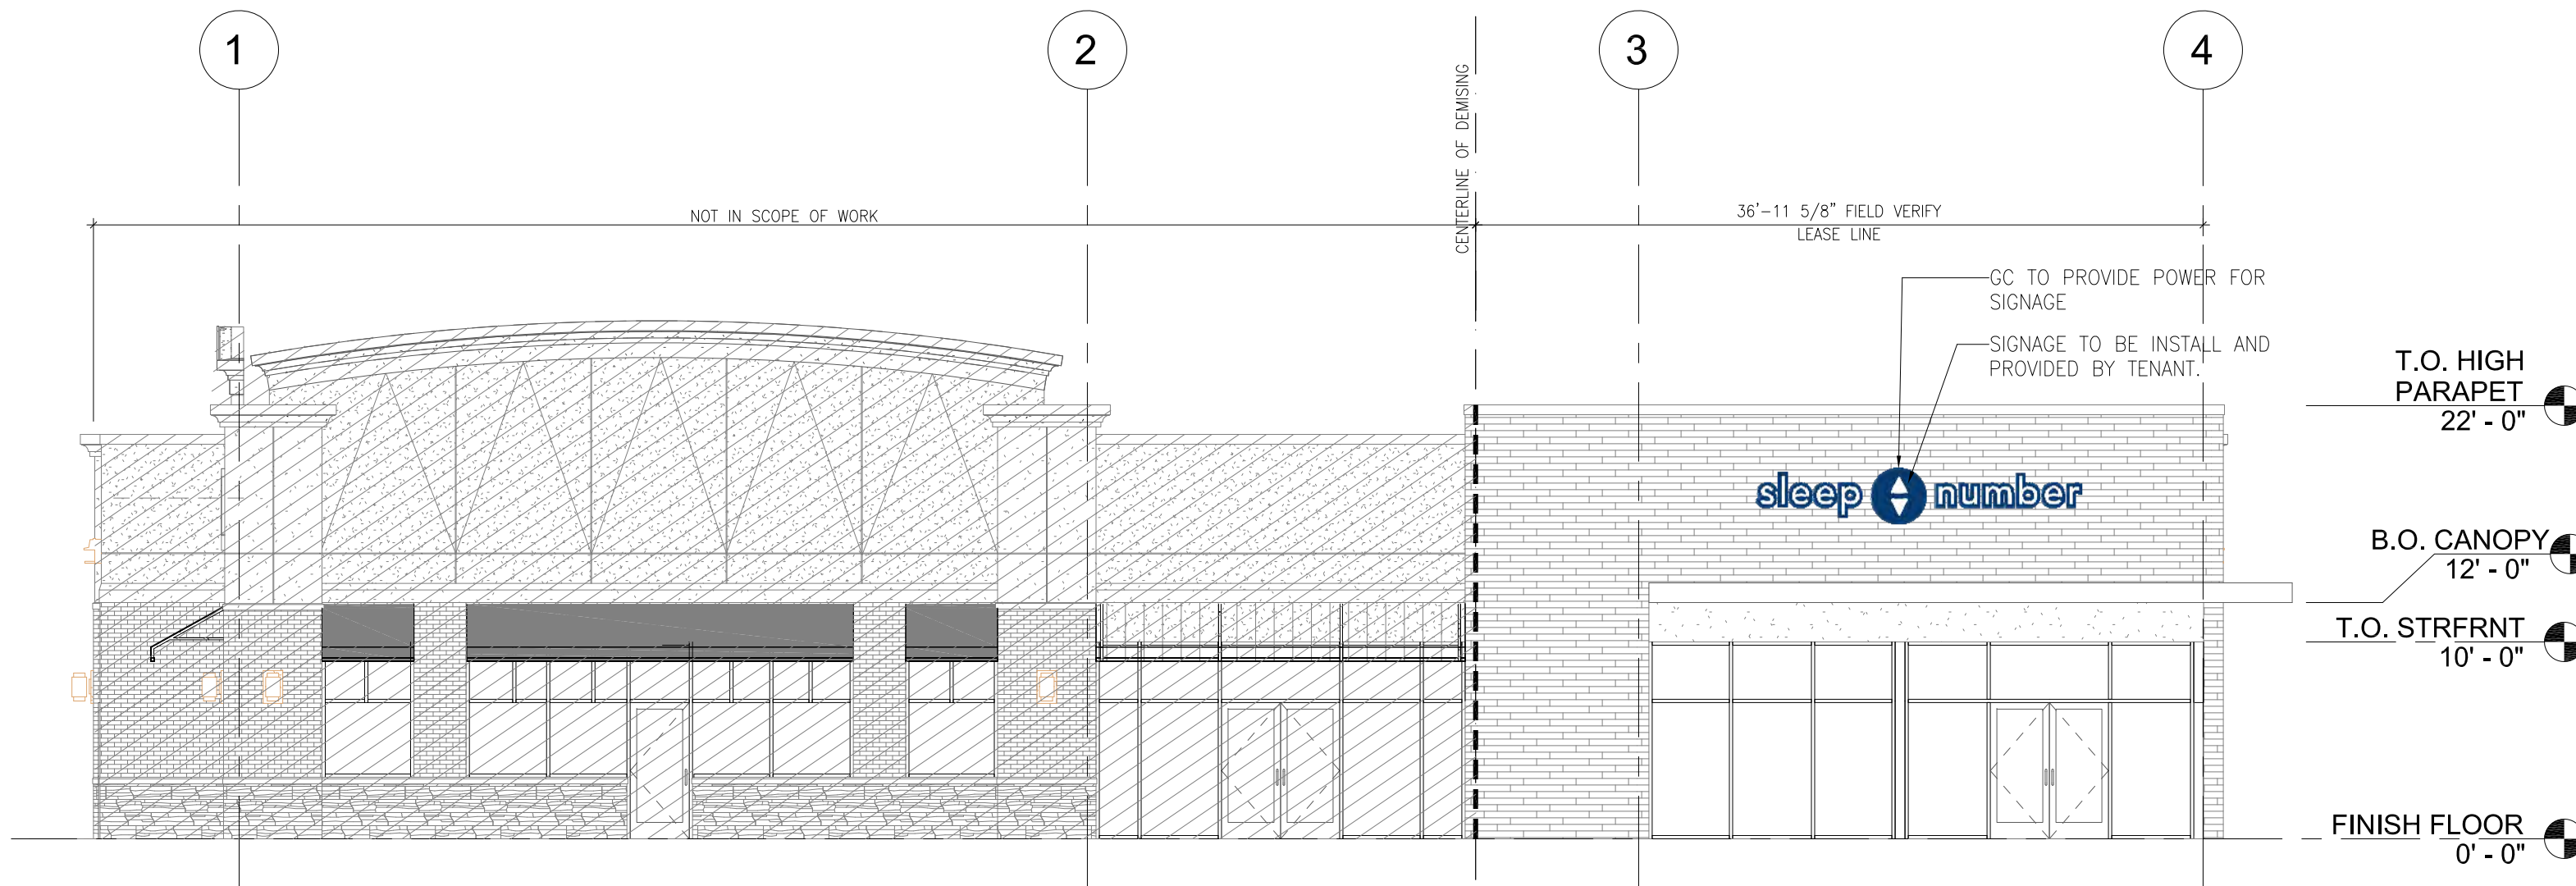 1
2
3
4
CENTERLINE OF DEMISING
NOT IN SCOPE OF WORK
36'-11 5/8" FIELD VERIFY
LEASE LINE
GC TO PROVIDE POWER FOR
SIGNAGE
SIGNAGE TO BE INSTALL AND
PROVIDED BY TENANT.
T.O. HIGH
PARAPET
22' - 0"
sleep number
B.O. CANOPY
12' - 0"
T.O. STRFRNT
10' - 0"
FINISH FLOOR
0' - 0"